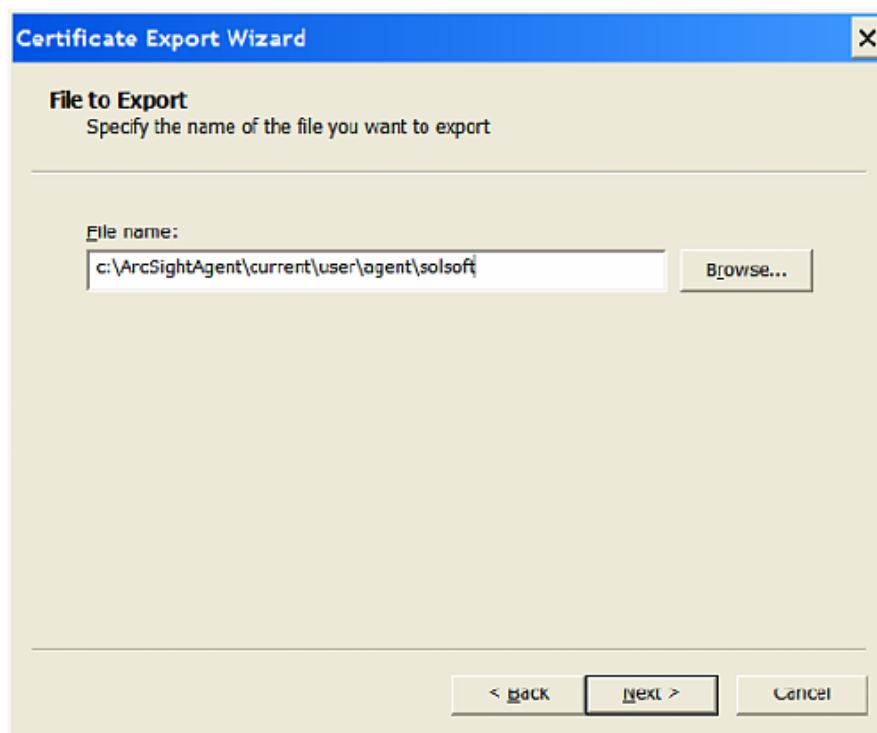 Certificate Export Wizard
File to Export
Specify the name of the file you want to export
File name:
c:\ArcSightAgent\current\user\agent\solsoft
Browse...
< Back
Next >
Cancel